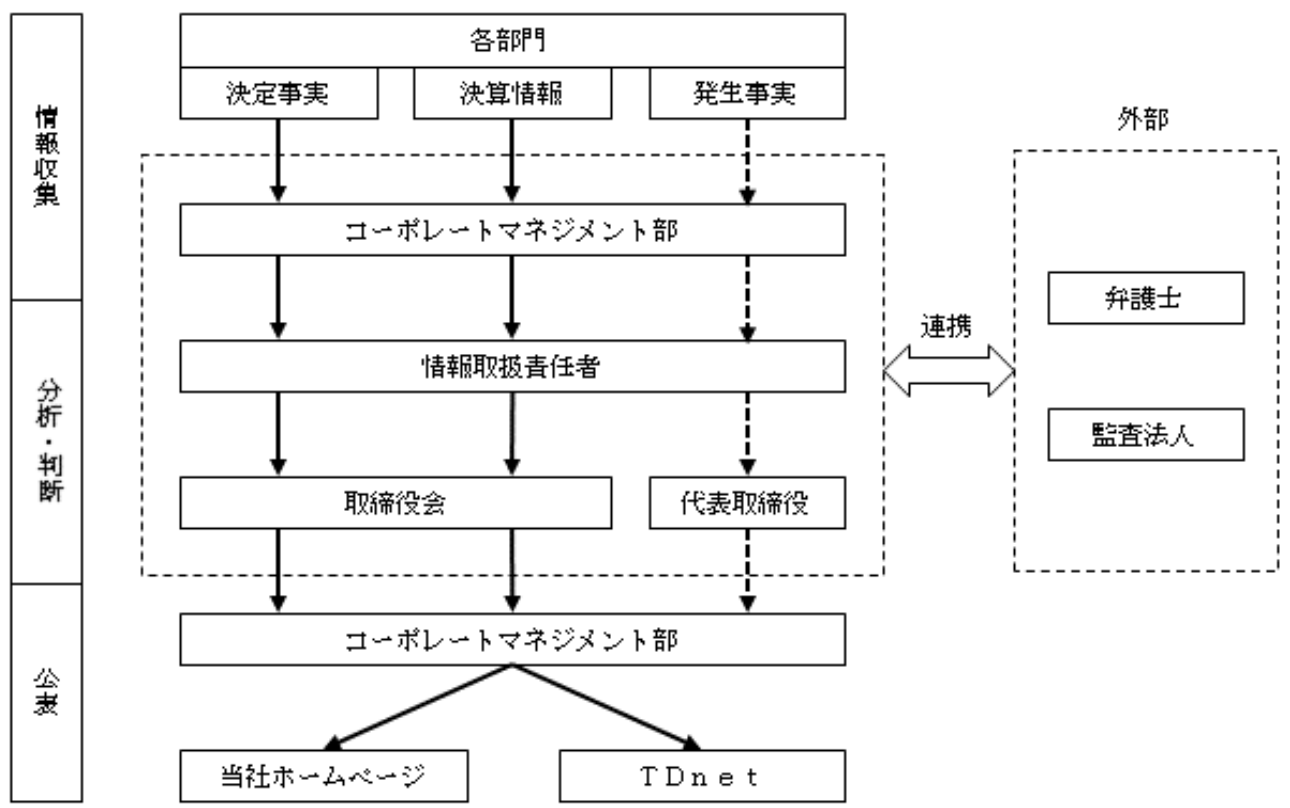 各部門
決定事実
決算情報
発生事実
情報収集
外部
コーポレートマネジメント部
弁護士
連携
情報取扱責任者
分析・判断
監査法人
取締役会
代表取締役
コーポレートマネジメント部
公表
当社ホームページ
ＴＤｎｅｔ